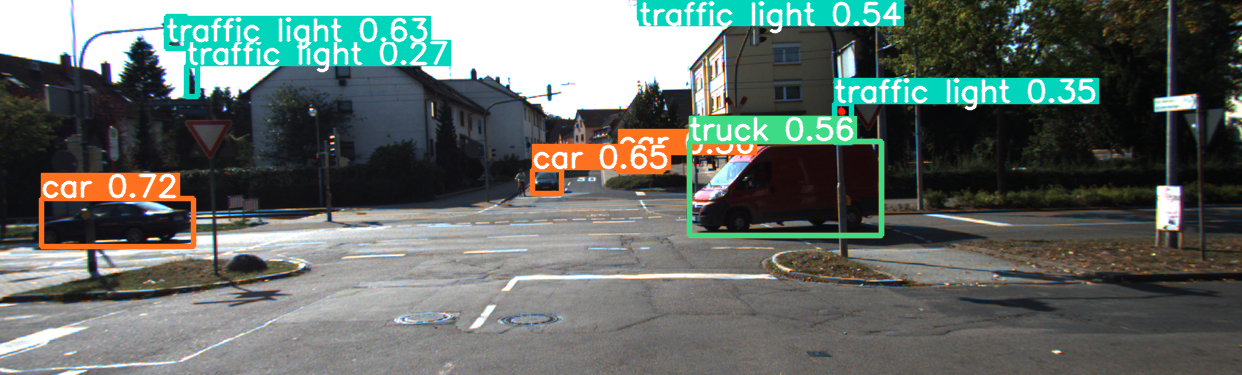 traffic light 0.54
traffic light 0.63
traffic light 0.27
traffic light 0.35
truck 0.56
car
car 0.65
car 0.72